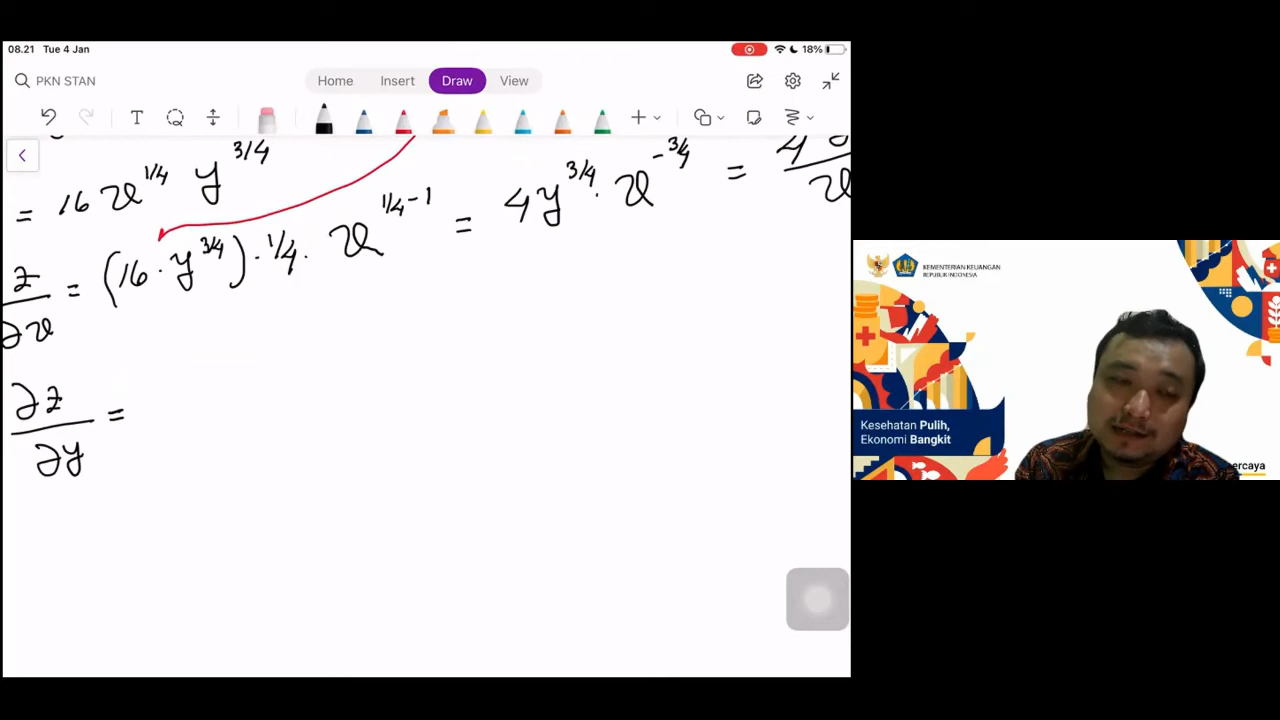 08.21 Tue 4 Jan
18%
PKN STAN
Home Insert Draw View
= 16 x^{1/4} y^{3/4}
∂z/∂x = (16 · y^{3/4}) · 1/4 · x^{1/4 - 1} = 4y^{3/4} · x^{-3/4} =
∂z/∂y =
KEMENTERIAN KEUANGAN
REPUBLIK INDONESIA
Kesehatan Pulih,
Ekonomi Bangkit
ercaya